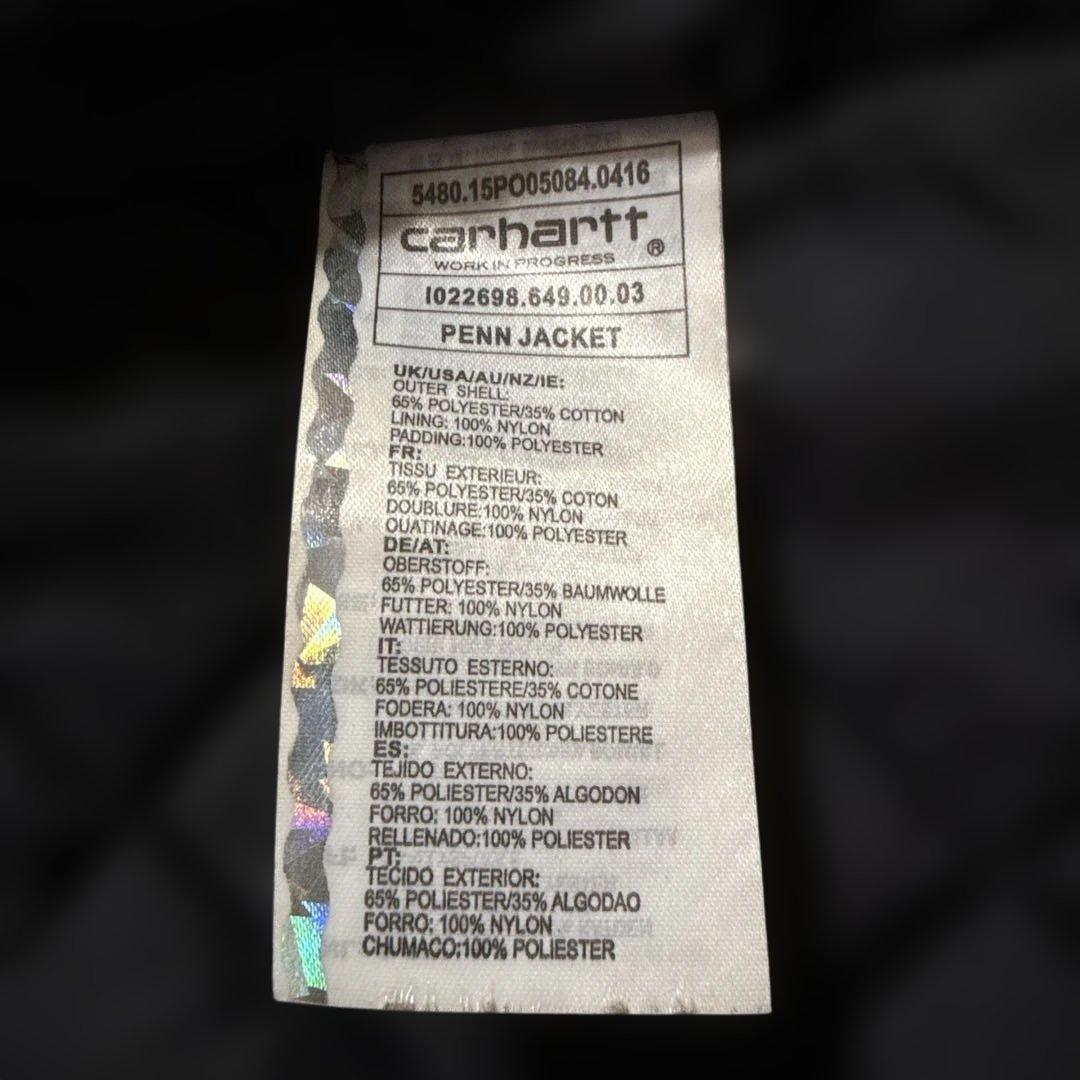 5480.15PO05084.0416
carhartt®
WORK IN PROGRESS
I022698.649.00.03
PENN JACKET
UK/USA/AU/NZ/IE:
OUTER SHELL:
65% POLYESTER/35% COTTON
LINING: 100% NYLON
PADDING:100% POLYESTER
FR:
TISSU EXTERIEUR:
65% POLYESTER/35% COTON
DOUBLURE:100% NYLON
OUATINAGE:100% POLYESTER
DE/AT:
OBERSTOFF:
65% POLYESTER/35% BAUMWOLLE
FUTTER: 100% NYLON
WATTIERUNG:100% POLYESTER
IT:
TESSUTO ESTERNO:
65% POLIESTERE/35% COTONE
FODERA: 100% NYLON
IMBOTTITURA:100% POLIESTERE
ES:
TEJIDO EXTERNO:
65% POLIESTER/35% ALGODON
FORRO: 100% NYLON
RELLENADO:100% POLIESTER
PT:
TECIDO EXTERIOR:
65% POLIESTER/35% ALGODAO
FORRO: 100% NYLON
CHUMACO:100% POLIESTER